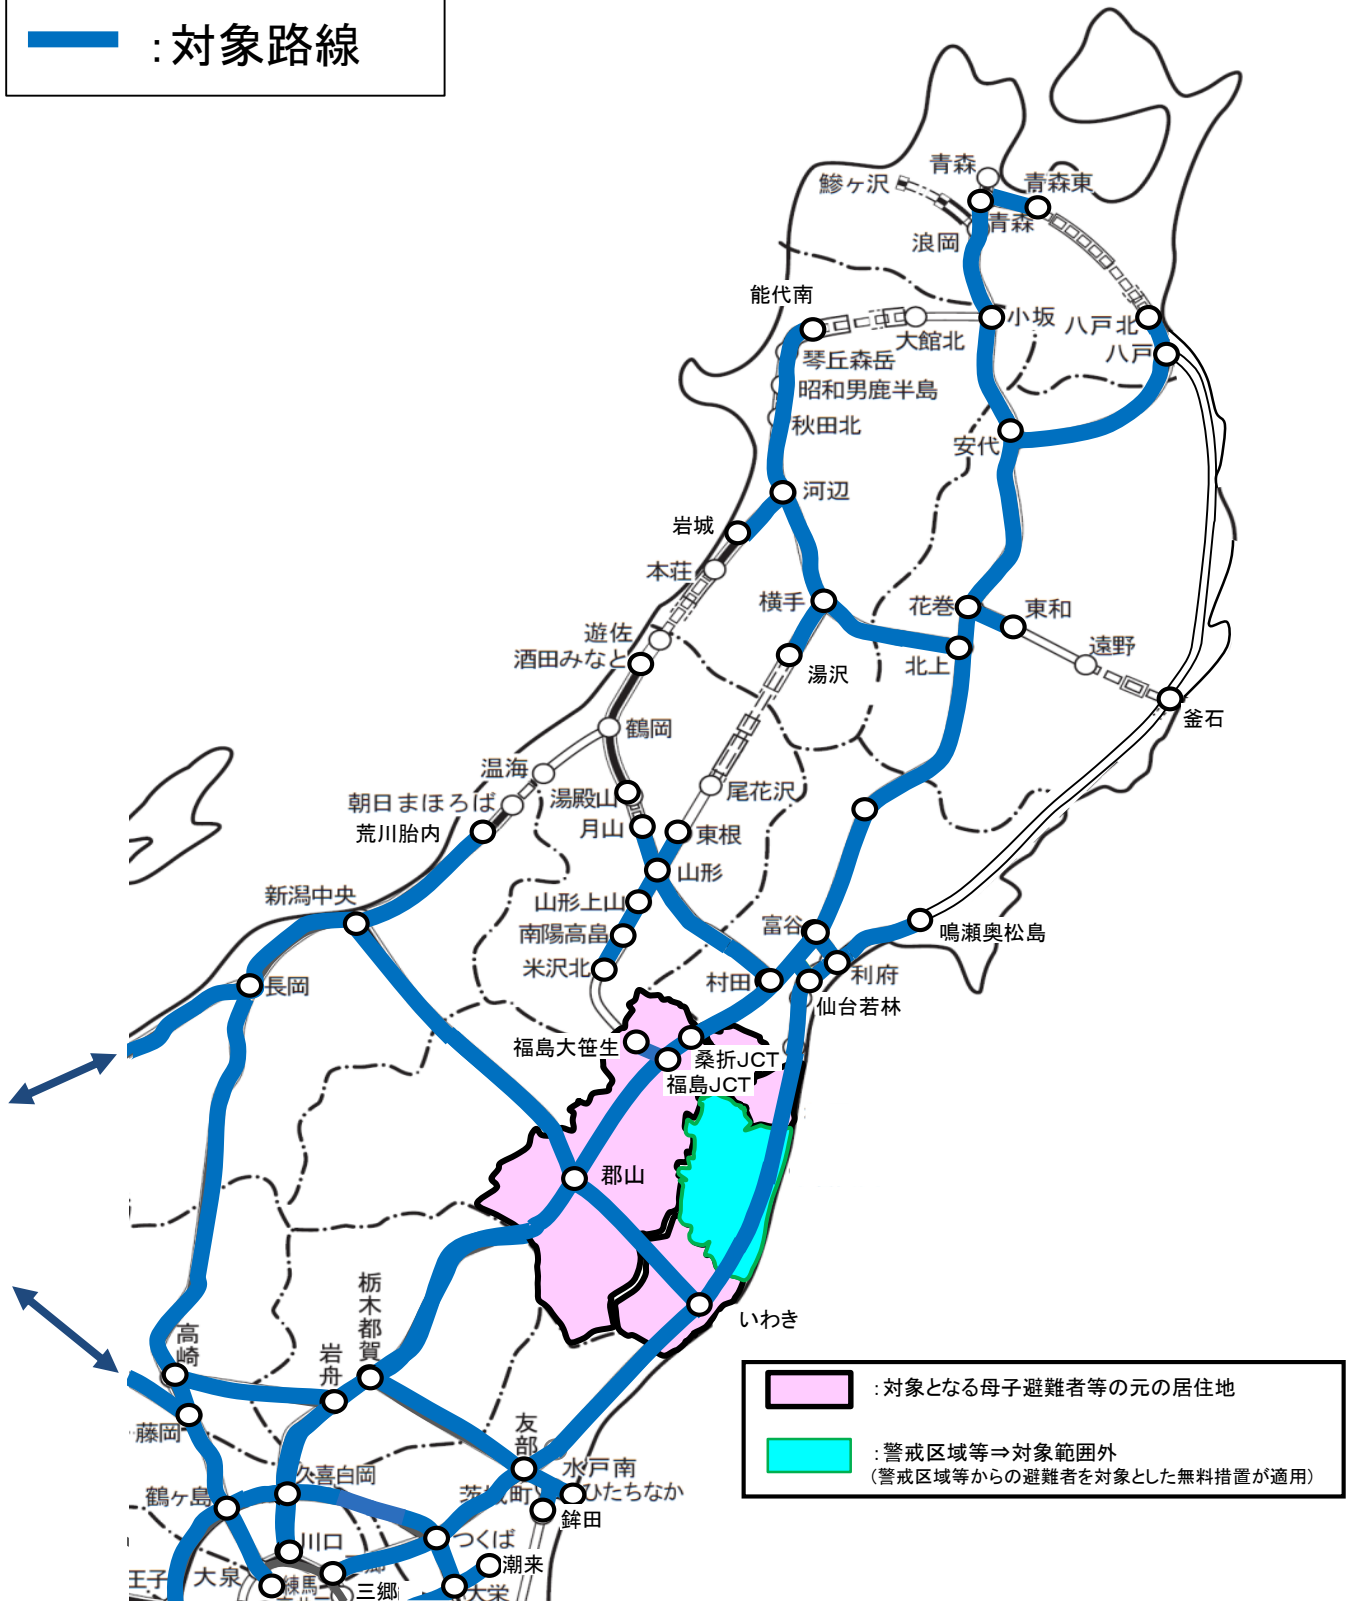 ：対象路線
青森
鰺ヶ沢
青森東
青森
浪岡
能代南
小坂
八戸北
大館北
八戸
琴丘森岳
昭和男鹿半島
秋田北
安代
河辺
岩城
本荘
横手
花巻
東和
遊佐
酒田みなと
北上
遠野
湯沢
釜石
鶴岡
温海
尾花沢
湯殿山
朝日まほろば
月山
東根
荒川胎内
山形
新潟中央
山形上山
富谷
南陽高畠
鳴瀬奥松島
米沢北
村田
利府
長岡
仙台若林
福島大笹生
桑折JCT
福島JCT
郡山
いわき
栃木都賀
高崎
岩舟
：対象となる母子避難者等の元の居住地
藤岡
友部
：警戒区域等⇒対象範囲外
（警戒区域等からの避難者を対象とした無料措置が適用）
水戸南
久喜白岡
茨城町
ひたちなか
鶴ヶ島
鉾田
川口
つくば
潮来
王子
大泉
練馬
三郷
大栄